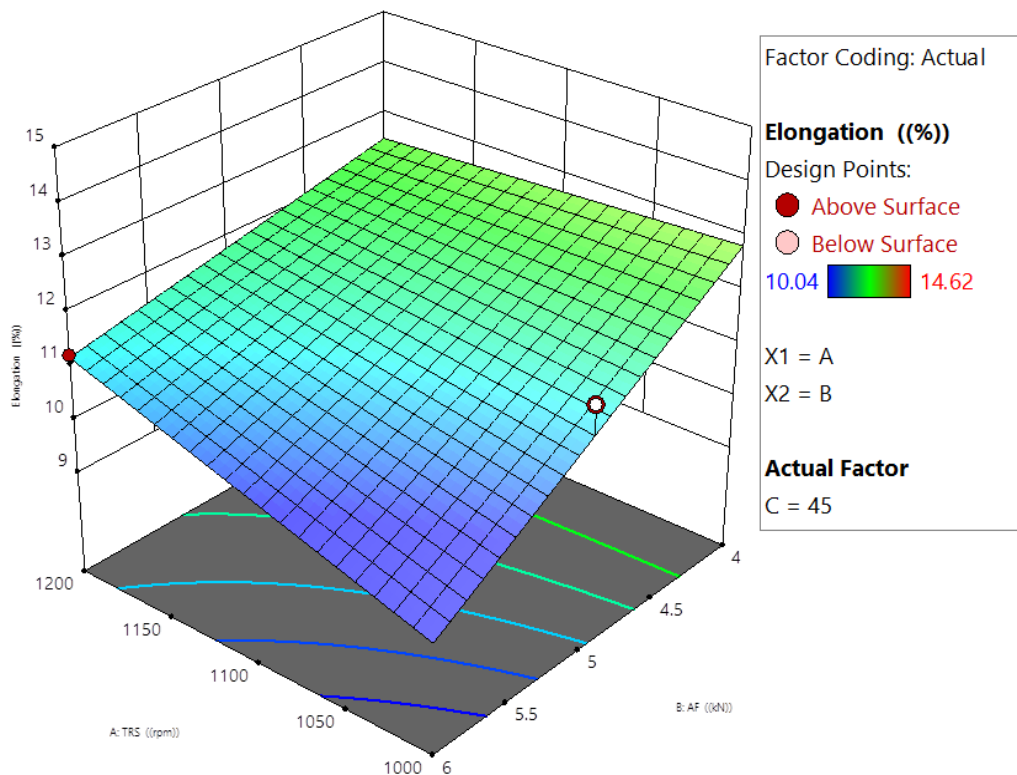 15
14
13
12
11
10
9
Elongation ((%))
1200
1150
1100
1050
1000
A: TRS ((rpm))
6
5.5
5
4.5
4
B: AF ((kN))
Factor Coding: Actual
Elongation ((%))
Design Points:
Above Surface
Below Surface
10.04 14.62
X1 = A
X2 = B
Actual Factor
C = 45